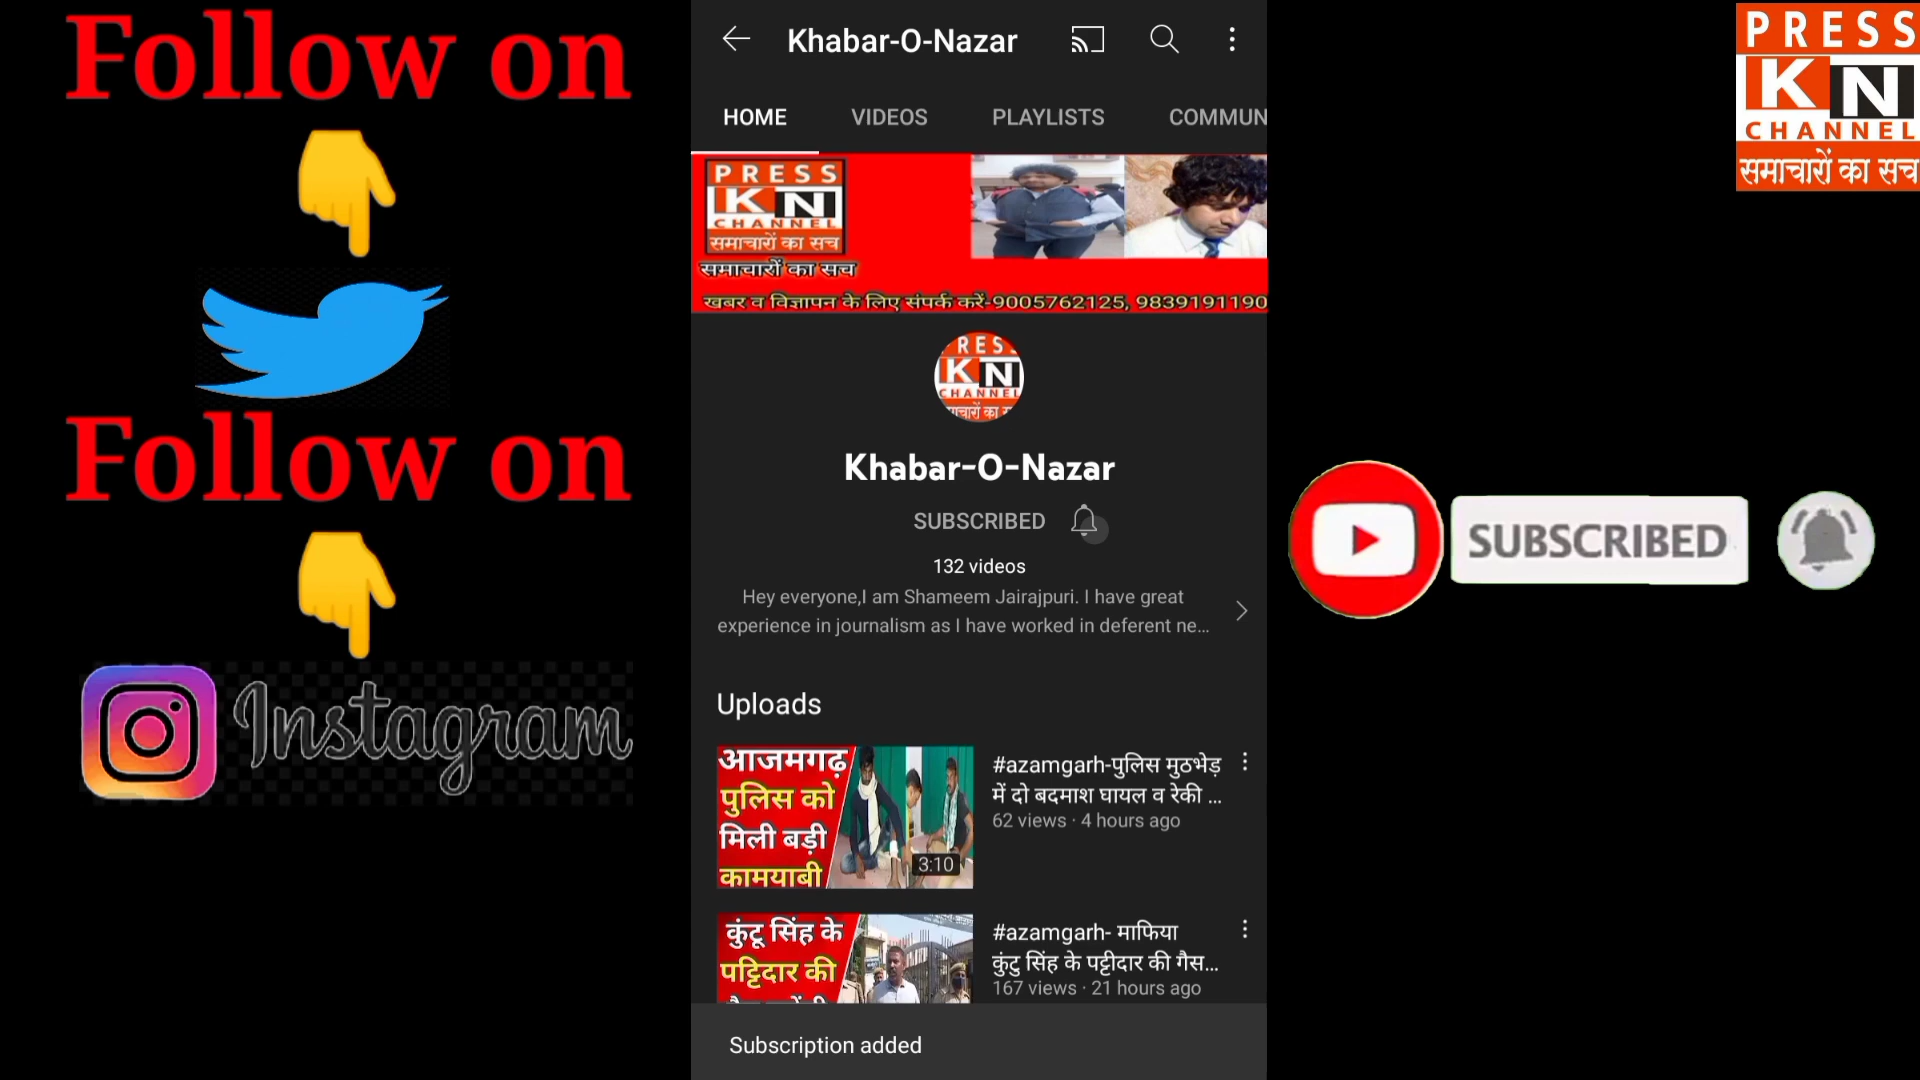 Follow on
Follow on
Instagram
Khabar-O-Nazar
HOME VIDEOS PLAYLISTS COMMUN
PRESS
KN
CHANNEL
समाचारों का सच
समाचारों का सच
खबर व विज्ञापन के लिए संपर्क करें-9005762125, 9839191190
RESS
KN
CHANNEL
Khabar-O-Nazar
SUBSCRIBED
132 videos
Hey everyone,I am Shameem Jairajpuri. I have great
experience in journalism as I have worked in deferent ne...
Uploads
आजमगढ़
पुलिस को
मिली बड़ी
कामयाबी
3:10
#azamgarh-पुलिस मुठभेड़
में दो बदमाश घायल व रेकी ...
62 views · 4 hours ago
कुंटू सिंह के
पट्टिदार की
#azamgarh- माफिया
कुंटु सिंह के पट्टीदार की गैस...
167 views · 21 hours ago
Subscription added
PRESS
KN
CHANNEL
समाचारों का सच
SUBSCRIBED